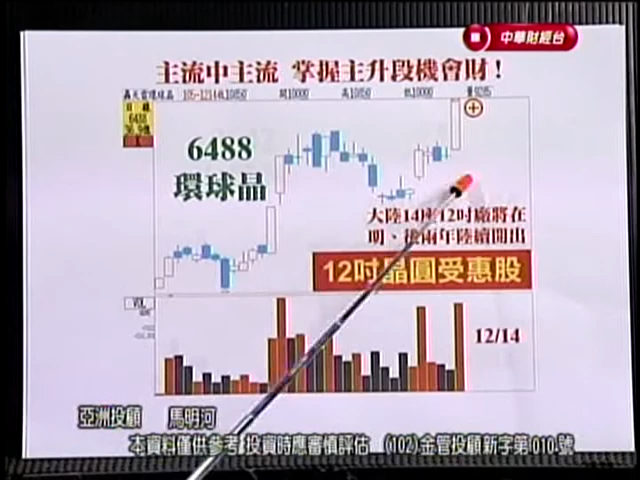 中華財經台
主流中主流 掌握主升段機會財！
日線
6488
6488
環球晶
大陸14座12吋廠將在
明、後兩年陸續開出
12吋晶圓受惠股
VOL
12/14
亞洲投顧 馬明河
本資料僅供參考 投資時應審慎評估 (102)金管投顧新字第010號